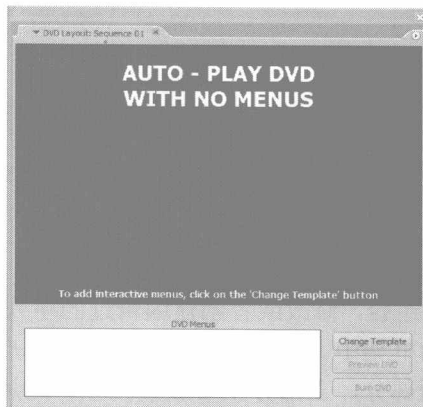 DVD Layout: Sequence 01
AUTO - PLAY DVD
WITH NO MENUS
To add interactive menus, click on the 'Change Template' button
DVD Menus
Change Template
Preview DVD
Burn DVD